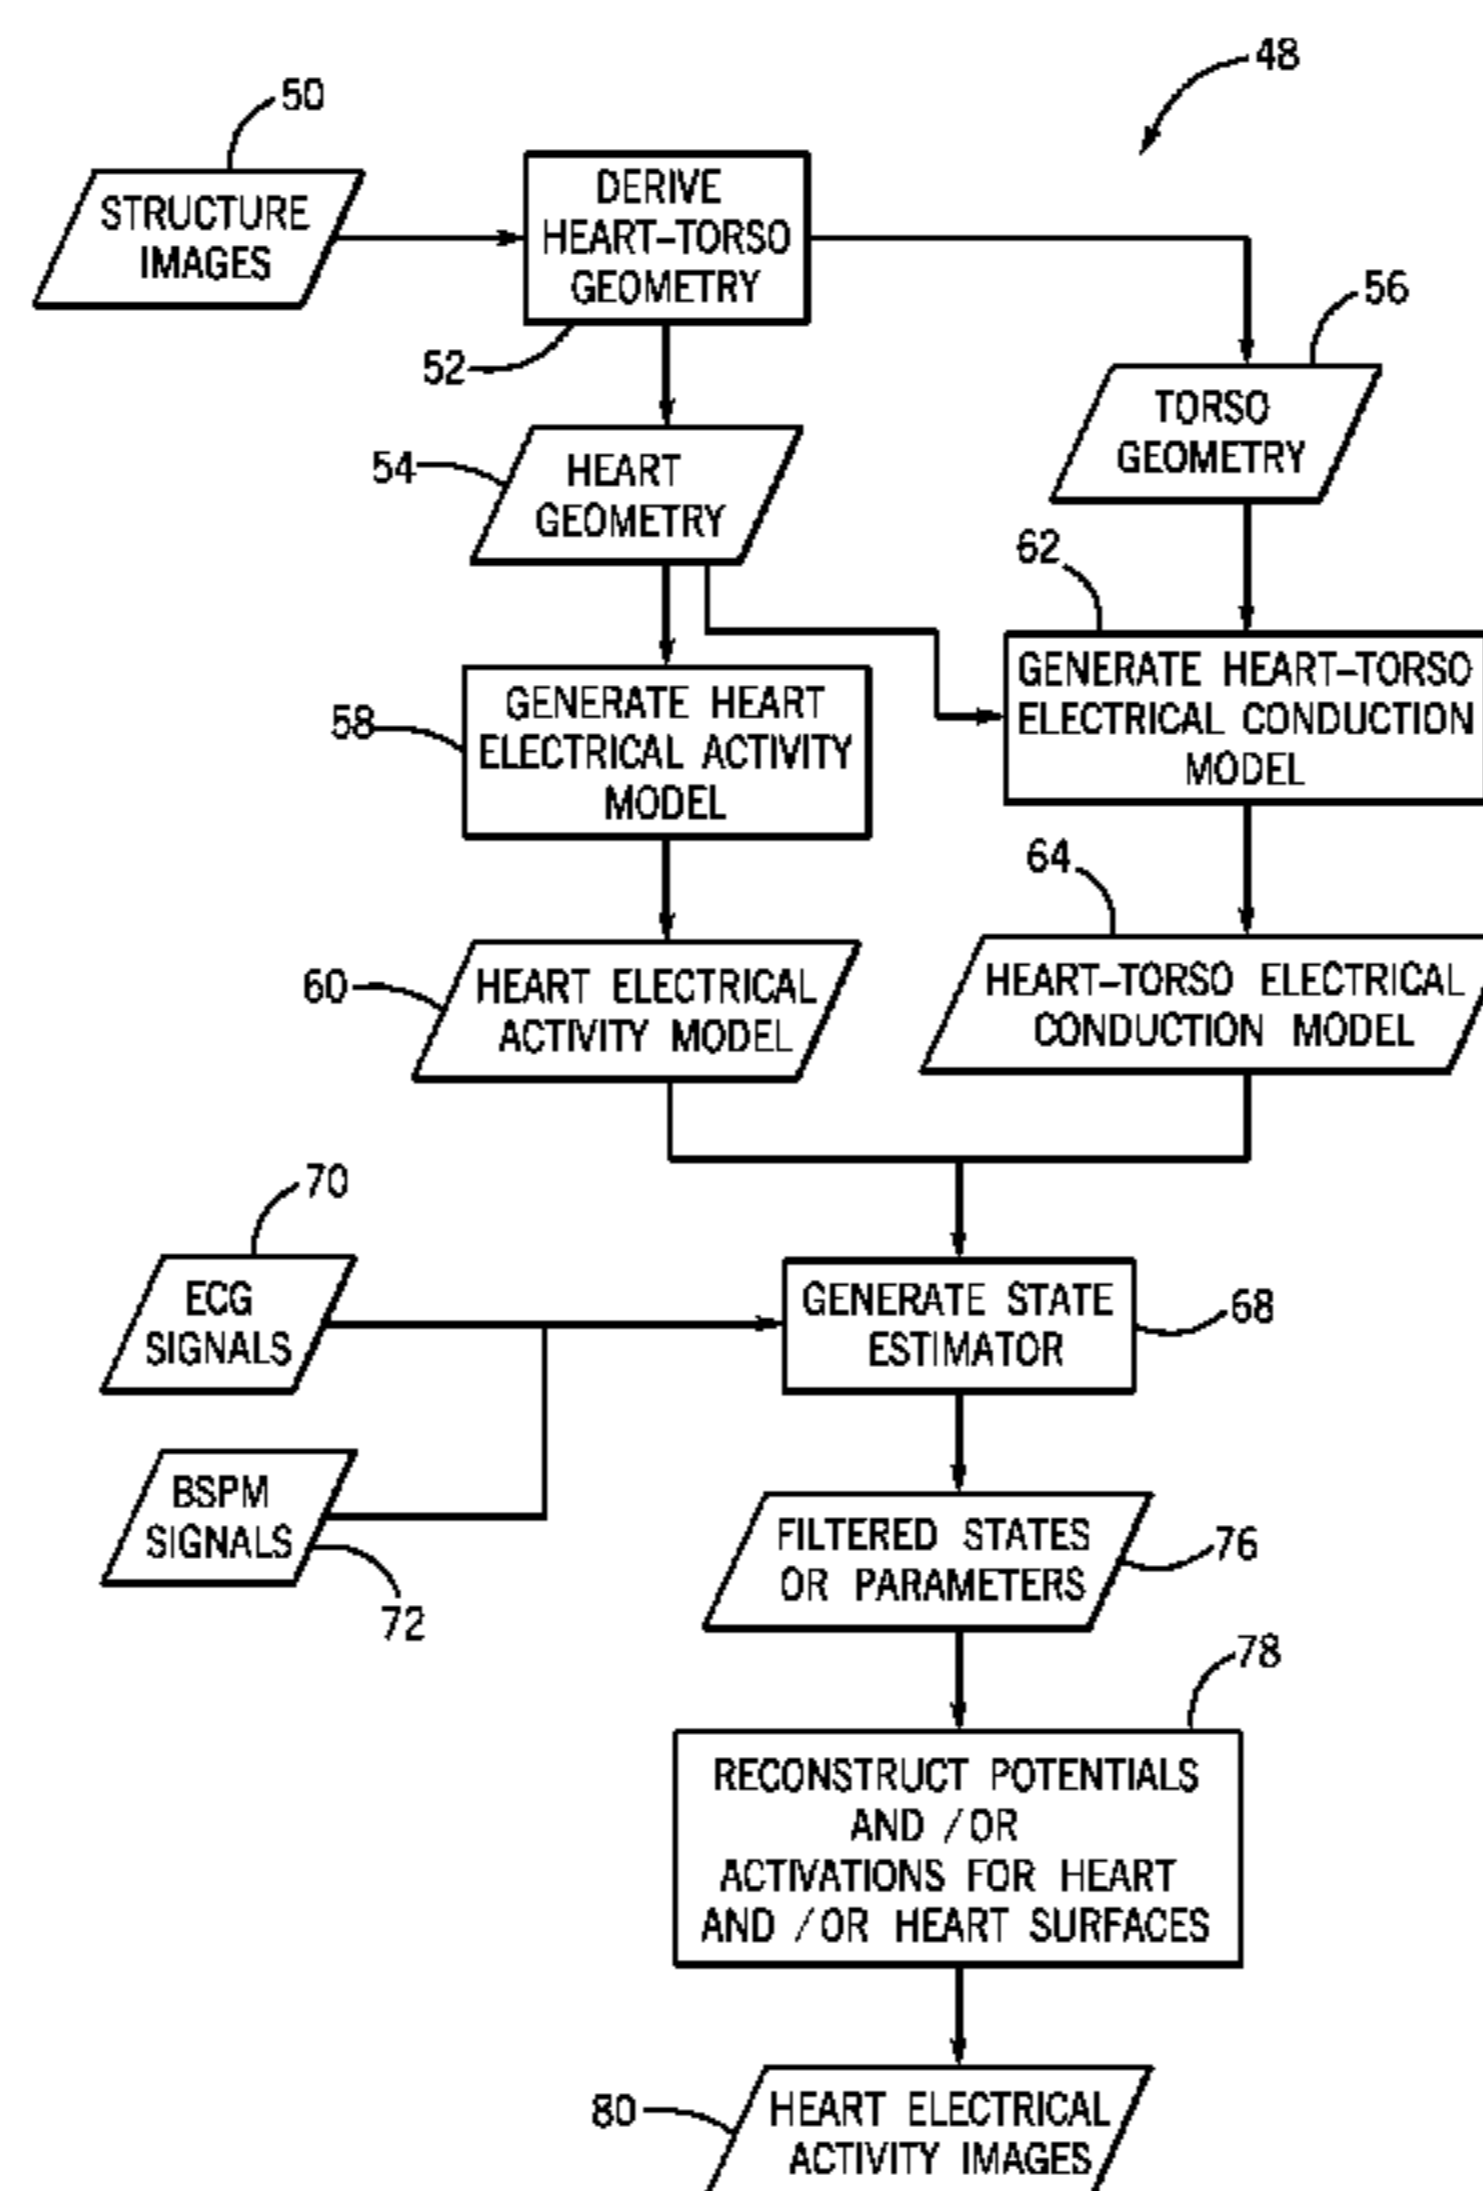 48
50
STRUCTURE
IMAGES
DERIVE
HEART-TORSO
GEOMETRY
52
56
TORSO
GEOMETRY
54
HEART
GEOMETRY
62
GENERATE HEART-TORSO
ELECTRICAL CONDUCTION
MODEL
58
GENERATE HEART
ELECTRICAL ACTIVITY
MODEL
64
HEART-TORSO ELECTRICAL
CONDUCTION MODEL
60
HEART ELECTRICAL
ACTIVITY MODEL
70
ECG
SIGNALS
GENERATE STATE
ESTIMATOR
68
BSPM
SIGNALS
72
FILTERED STATES
OR PARAMETERS
76
78
RECONSTRUCT POTENTIALS
AND /OR
ACTIVATIONS FOR HEART
AND /OR HEART SURFACES
80
HEART ELECTRICAL
ACTIVITY IMAGES